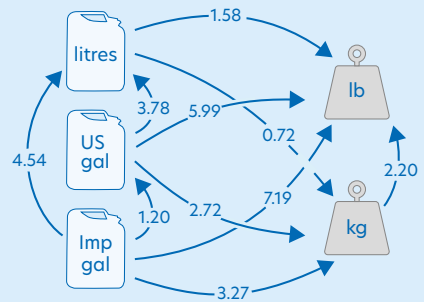 1.58
litres
lb
3.78
5.99
US
gal
0.72
4.54
2.20
1.20
2.72
7.19
Imp
gal
kg
3.27